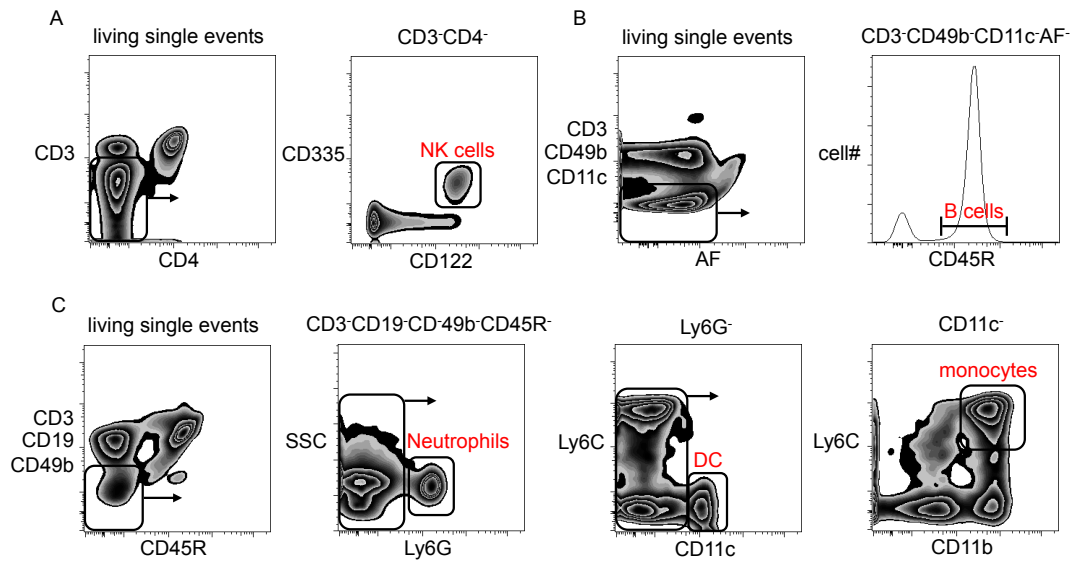 A
living single events
CD3
CD4
CD3-CD4-
CD335
NK cells
CD122
B
living single events
CD3
CD49b
CD11c
AF
CD3-CD49b-CD11c-AF-
cell#
B cells
CD45R
C
living single events
CD3
CD19
CD49b
CD45R
CD3-CD19-CD-49b-CD45R-
SSC
Neutrophils
Ly6G
Ly6G-
Ly6C
DC
CD11c
CD11c-
monocytes
Ly6C
CD11b